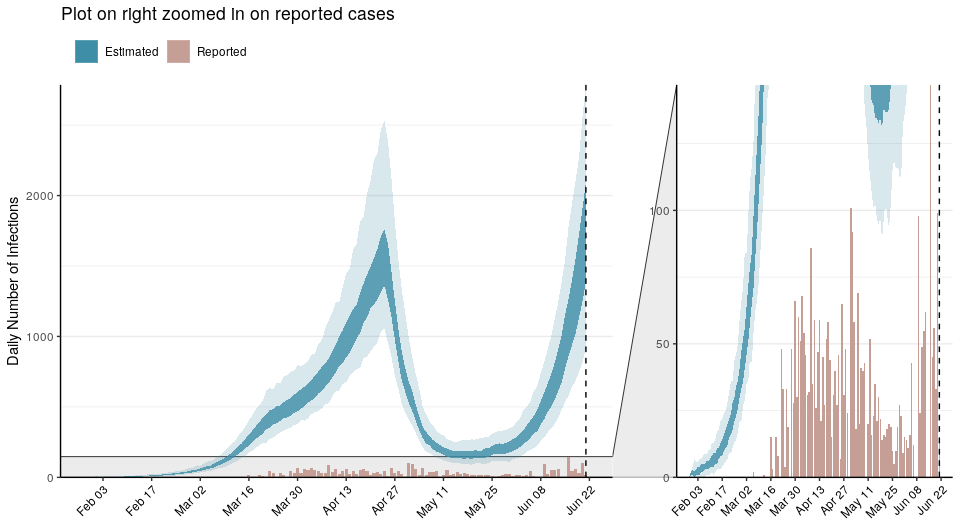 Plot on right zoomed in on reported cases
Estimated Reported
Daily Number of Infections
2000
1000
0
Feb 03 Feb 17 Mar 02 Mar 16 Mar 30 Apr 13 Apr 27 May 11 May 25 Jun 08 Jun 22
100
50
0
Feb 03 Feb 17 Mar 02 Mar 16 Mar 30 Apr 13 Apr 27 May 11 May 25 Jun 08 Jun 22